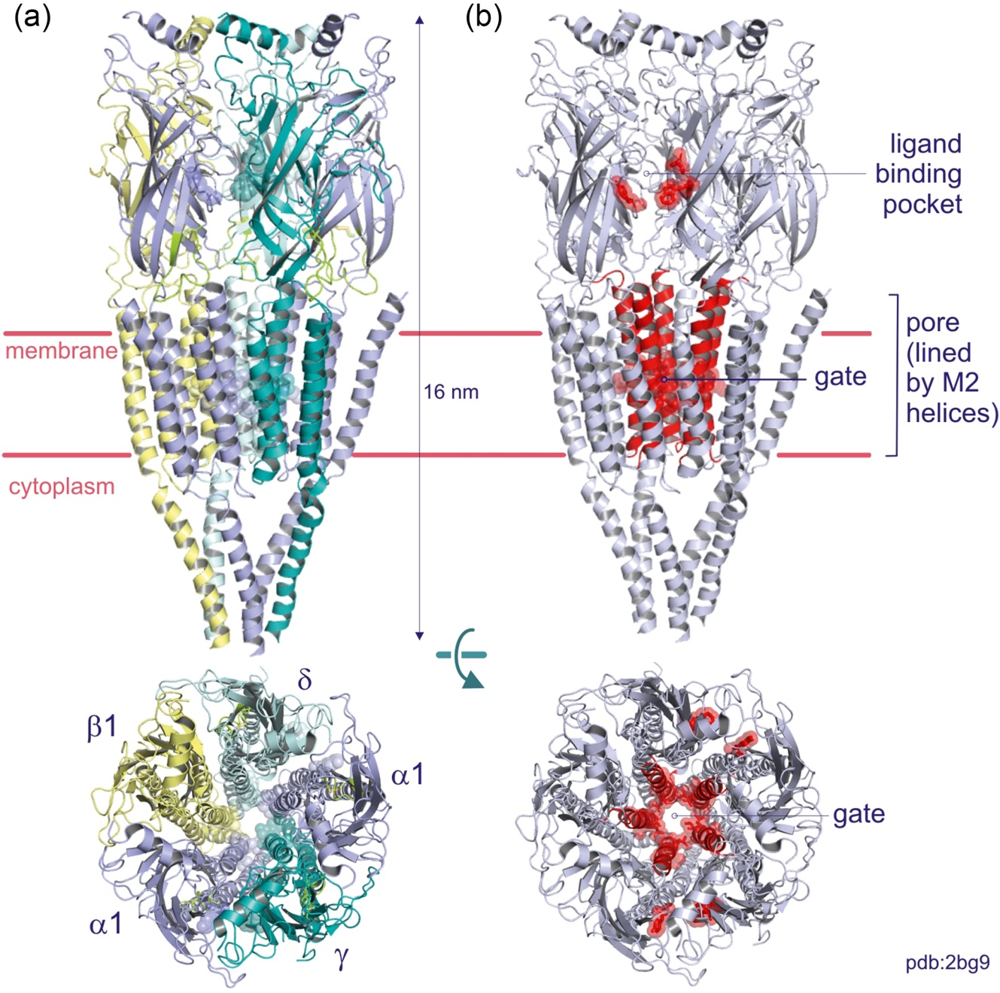 (a)
(b)
ligand
binding
pocket
membrane
16 nm
gate
pore
(lined
by M2
helices)
cytoplasm
δ
β1
α1
α1
γ
gate
pdb:2bg9